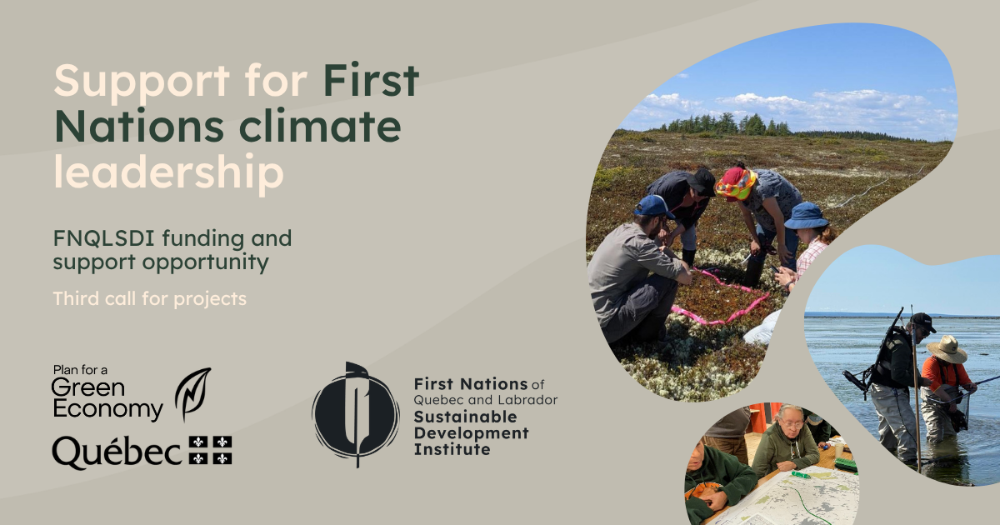 Support for First
Nations climate
leadership
FNQLSDI funding and
support opportunity
Third call for projects
Plan for a
Green
Economy
Québec
First Nations of
Quebec and Labrador
Sustainable
Development
Institute